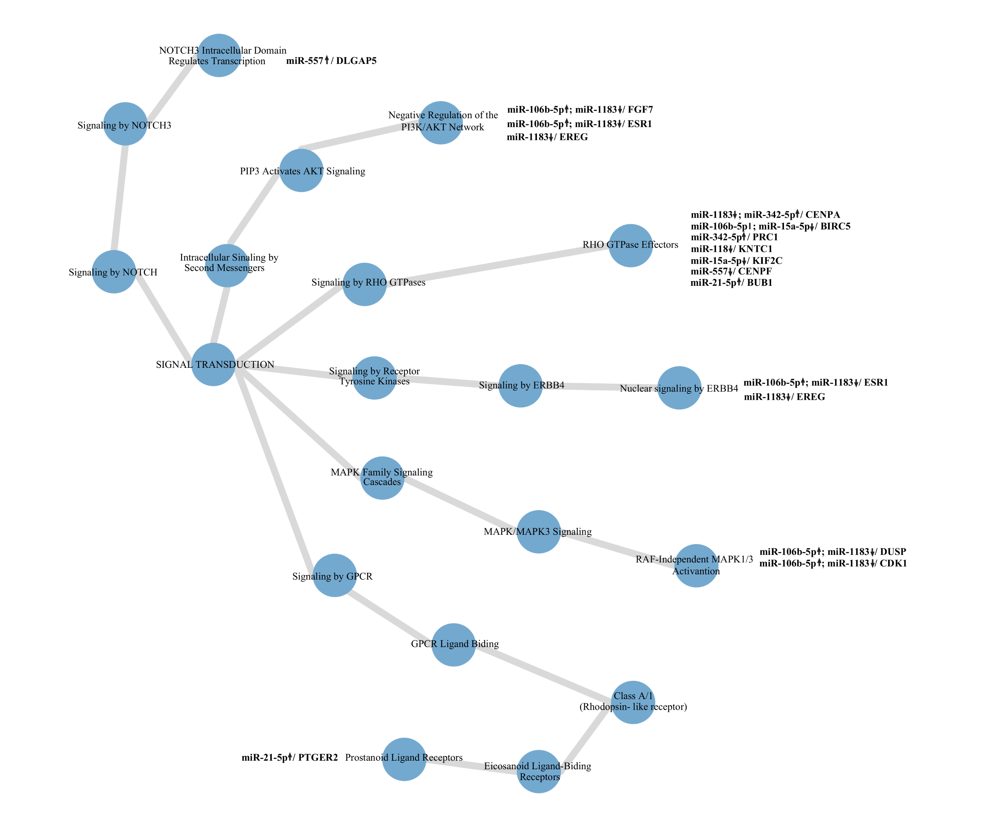 NOTCH3 Intracellular Domain
Regulates Transcription
miR-557↑/ DLGAP5
Signaling by NOTCH3
Negative Regulation of the
PI3K/AKT Network
miR-106b-5p↑; miR-1183↓/ FGF7
miR-106b-5p↑; miR-1183↓/ ESR1
miR-1183↓/ EREG
PIP3 Activates AKT Signaling
miR-1183↓; miR-342-5p↑/ CENPA
miR-106b-5p|; miR-15a-5p↓/ BIRC5
miR-342-5p↑/ PRC1
miR-118↓/ KNTC1
miR-15a-5p↓/ KIF2C
miR-557↓/ CENPF
miR-21-5p↑/ BUB1
RHO GTPase Effectors
Intracellular Sinaling by
Second Messengers
Signaling by NOTCH
Signaling by RHO GTPases
SIGNAL TRANSDUCTION
Signaling by Receptor
Tyrosine Kinases
Signaling by ERBB4
Nuclear signaling by ERBB4
miR-106b-5p↑; miR-1183↓/ ESR1
miR-1183↓/ EREG
MAPK Family Signaling
Cascades
MAPK/MAPK3 Signaling
RAF-Independent MAPK1/3
Activantion
miR-106b-5p↑; miR-1183↓/ DUSP
miR-106b-5p↑; miR-1183↓/ CDK1
Signaling by GPCR
GPCR Ligand Biding
Class A/1
(Rhodopsin- like receptor)
miR-21-5p↑/ PTGER2
Prostanoid Ligand Receptors
Eicosanoid Ligand-Biding
Receptors